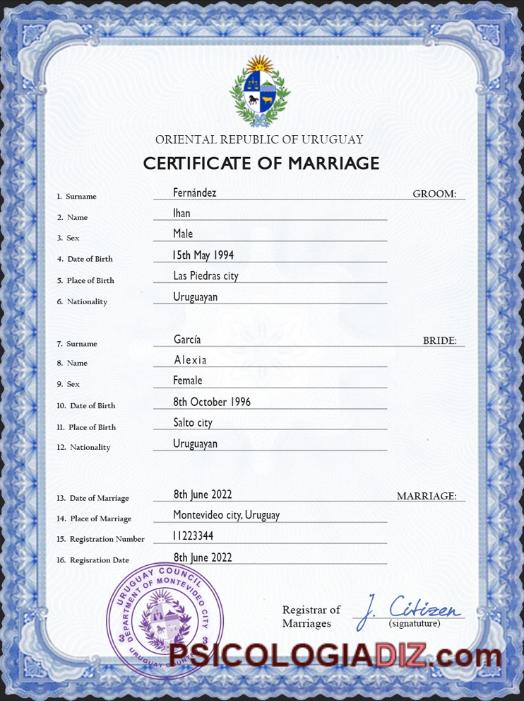 ORIENTAL REPUBLIC OF URUGUAY
CERTIFICATE OF MARRIAGE
1. Surname Fernández GROOM:
2. Name Ihan
3. Sex Male
4. Date of Birth 15th May 1994
5. Place of Birth Las Piedras city
6. Nationality Uruguayan
7. Surname García BRIDE:
8. Name Alexia
9. Sex Female
10. Date of Birth 8th October 1996
11. Place of Birth Salto city
12. Nationality Uruguayan
13. Date of Marriage 8th June 2022 MARRIAGE:
14. Place of Marriage Montevideo city, Uruguay
15. Registration Number 11223344
16. Regisration Date 8th June 2022
URUGUAY COUNCIL
DEPARTMENT OF MONTEVIDEO CITY
3 3
URUGUAY
Registrar of J. Citizen
Marriages (signatuture)
PSICOLOGIADIZ.com